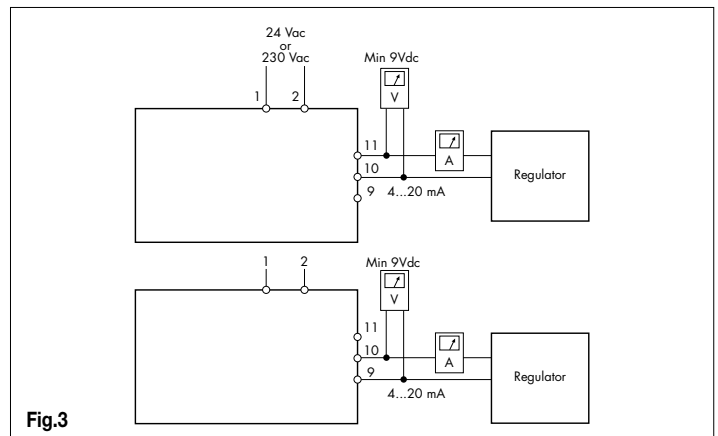 24 Vac
or
230 Vac
Min 9Vdc
1 2
V
11
A
10
Regulator
9 4...20 mA
1 2
Min 9Vdc
V
11
A
10
Regulator
9
4...20 mA
Fig.3